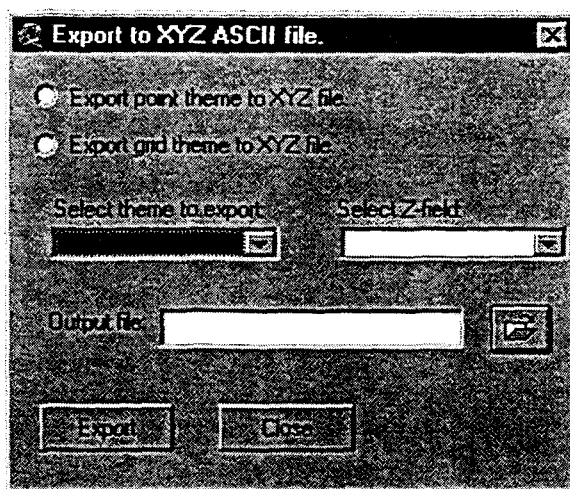 Export to XYZ ASCII file.
Export point theme to XYZ file.
Export grid theme to XYZ file
Select theme to export:
Select Z-field:
Output file:
Export
Close